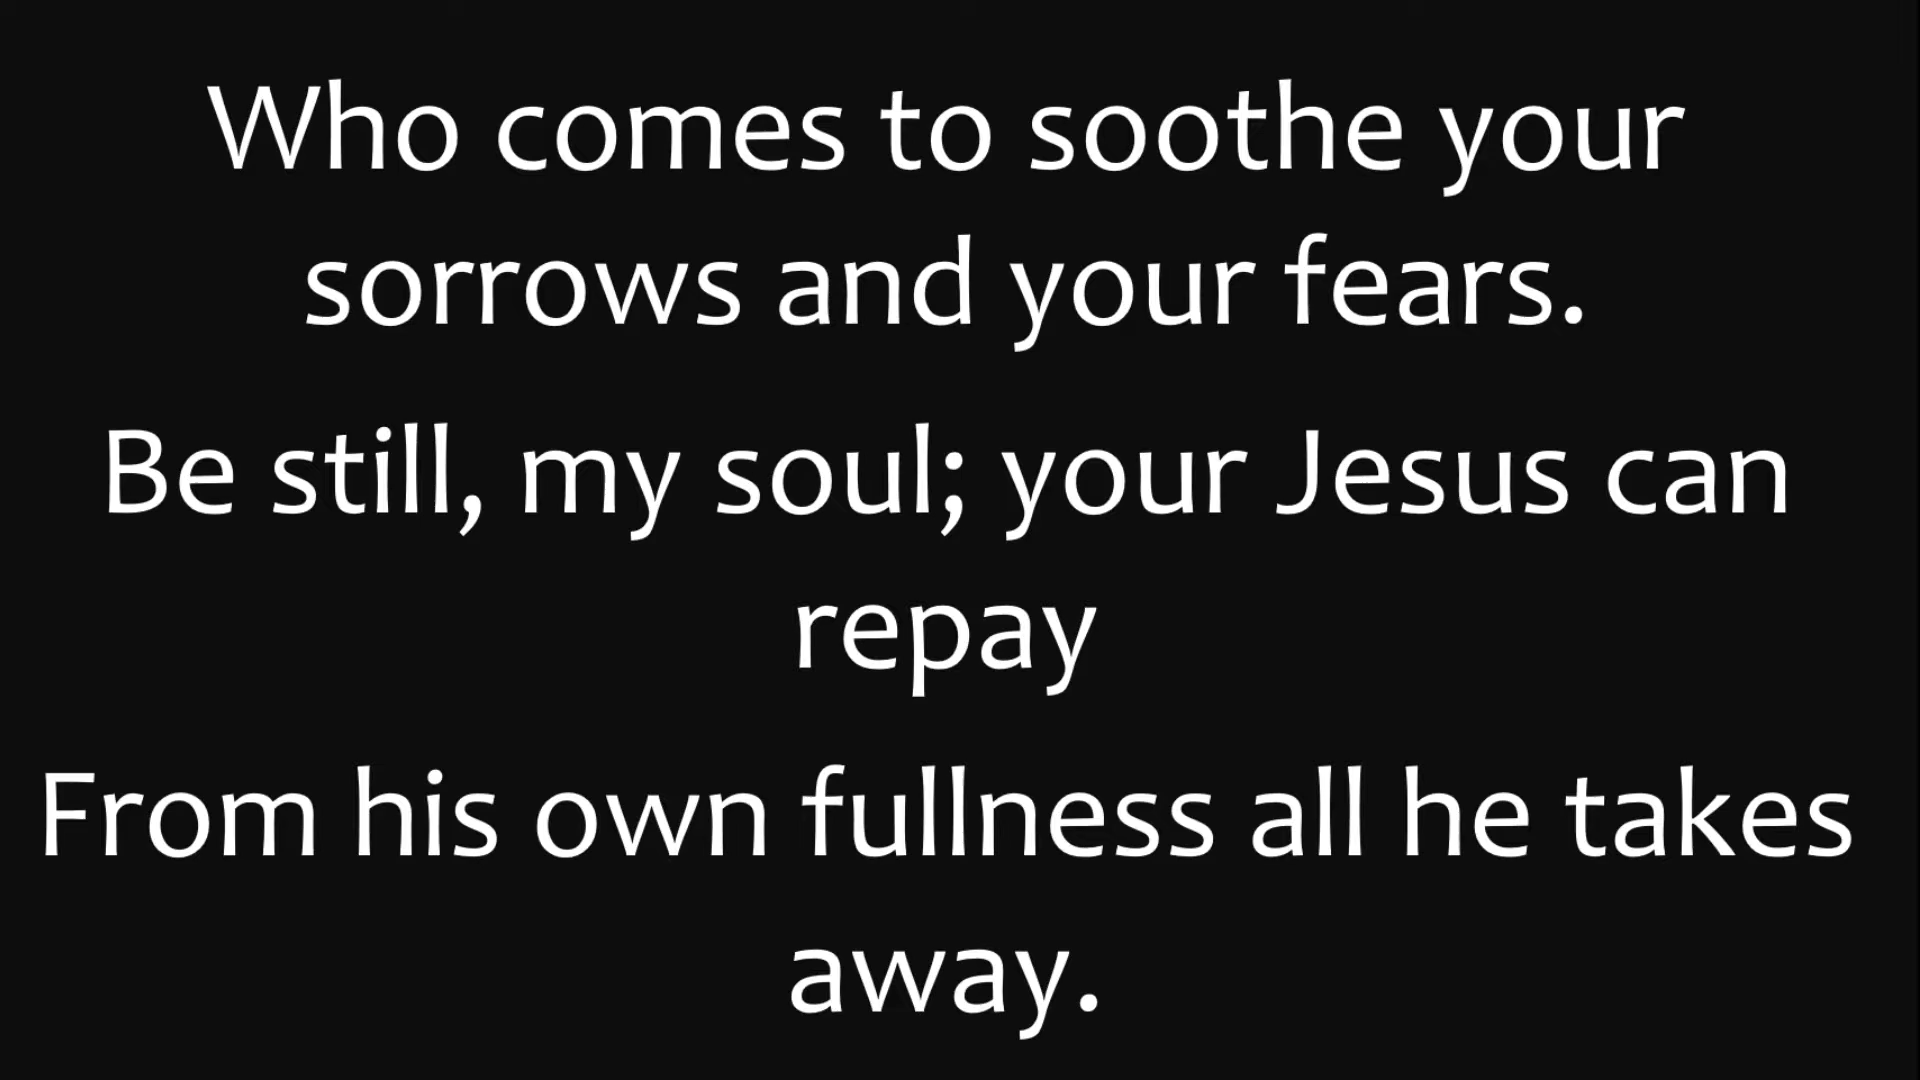 Who comes to soothe your
sorrows and your fears.
Be still, my soul; your Jesus can
repay
From his own fullness all he takes
away.